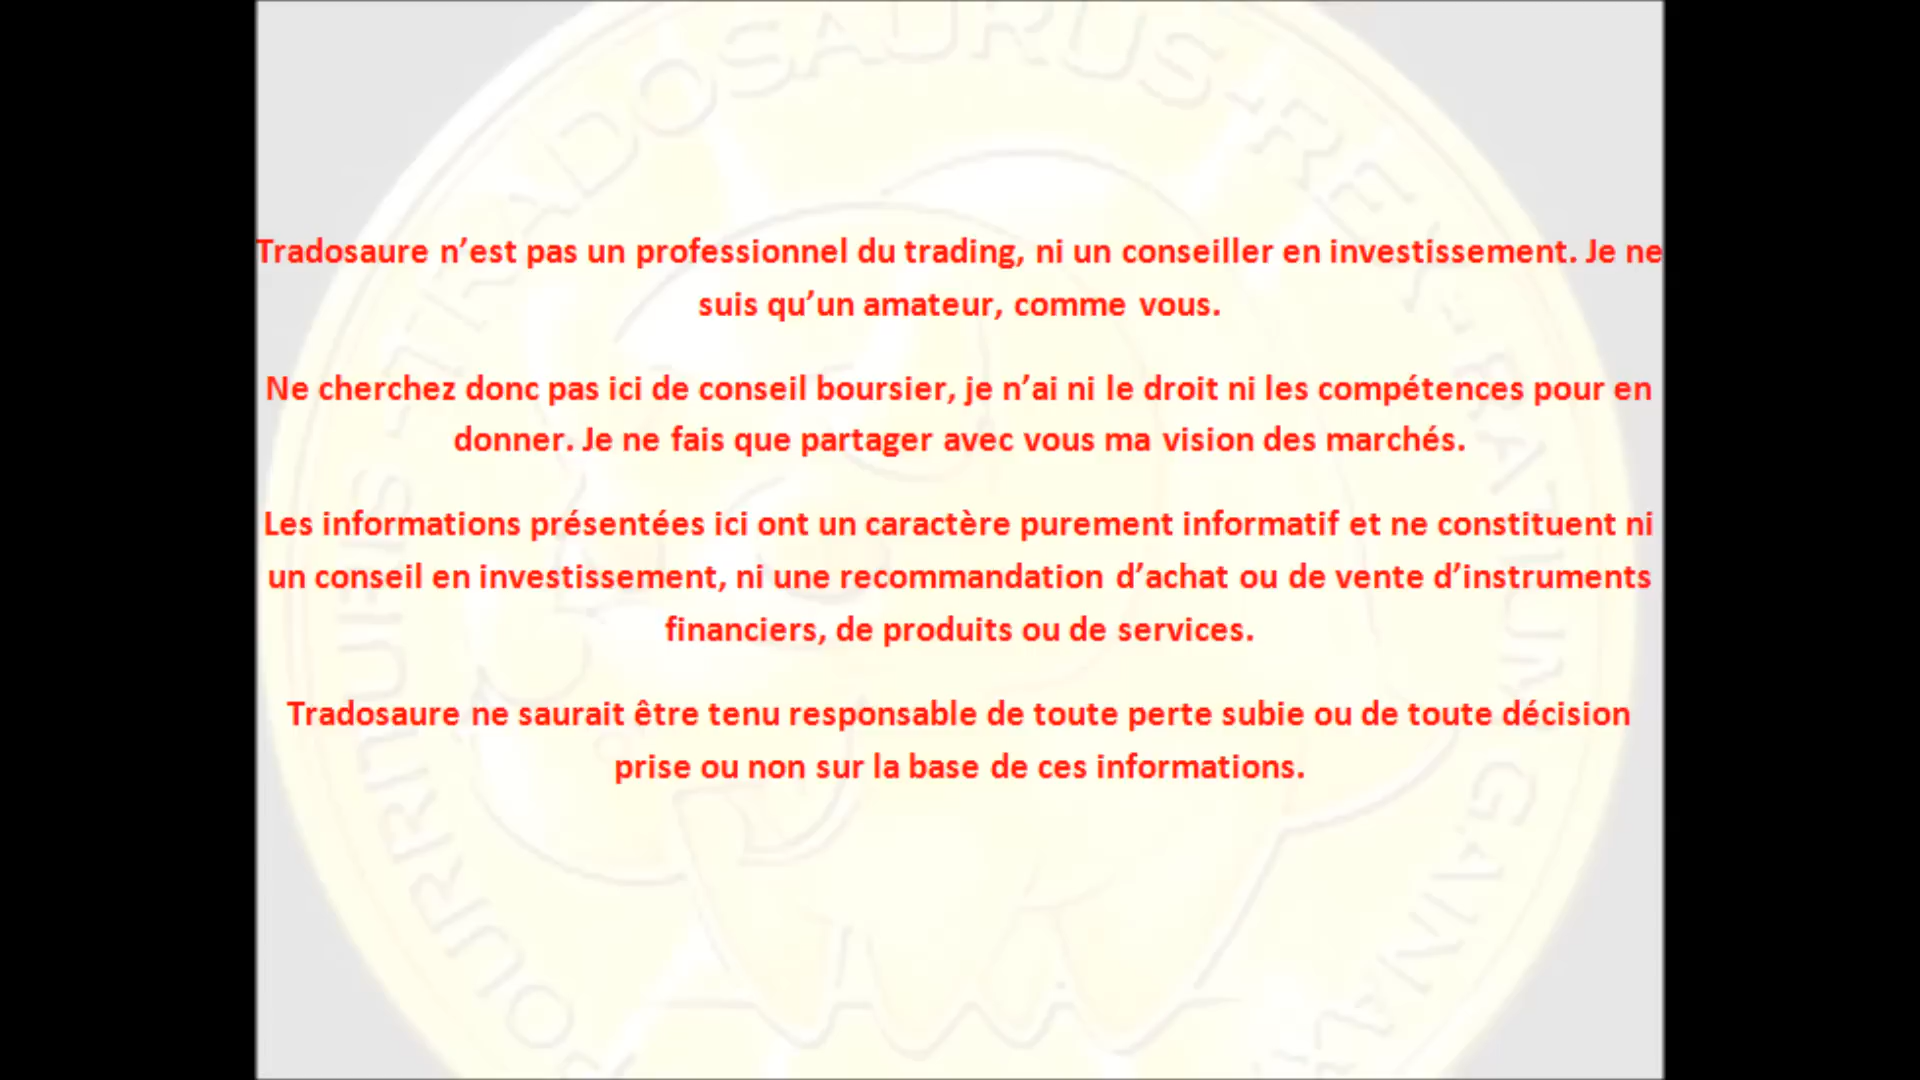 TRADOSAURUS-REX-RATIUM GAINA
POURRITUFIS-
Tradosaure n’est pas un professionnel du trading, ni un conseiller en investissement. Je ne
suis qu’un amateur, comme vous.
Ne cherchez donc pas ici de conseil boursier, je n’ai ni le droit ni les compétences pour en
donner. Je ne fais que partager avec vous ma vision des marchés.
Les informations présentées ici ont un caractère purement informatif et ne constituent ni
un conseil en investissement, ni une recommandation d’achat ou de vente d’instruments
financiers, de produits ou de services.
Tradosaure ne saurait être tenu responsable de toute perte subie ou de toute décision
prise ou non sur la base de ces informations.